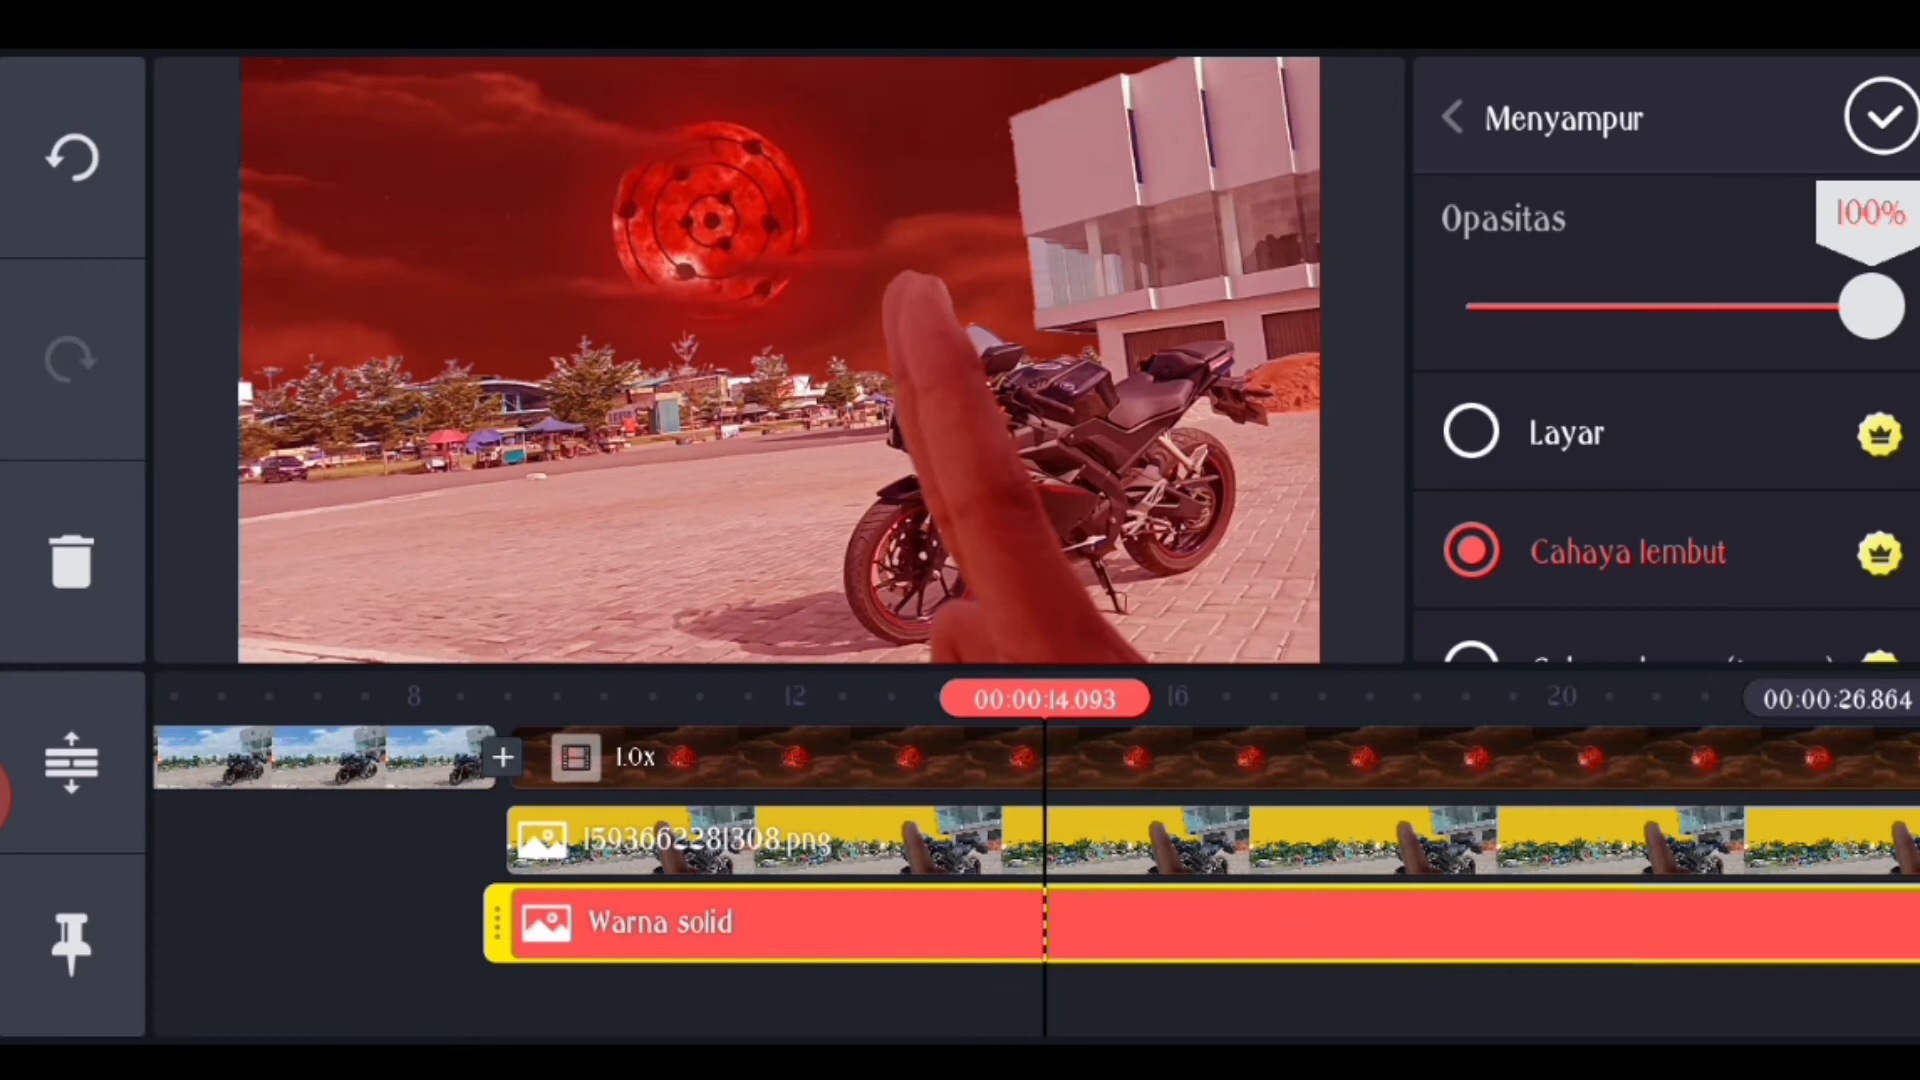 Menyampur
Opasitas
100%
Layar
Cahaya lembut
8
12
00:00:14.093
16
20
00:00:26.864
1.0x
1593662281308.png
Warna solid